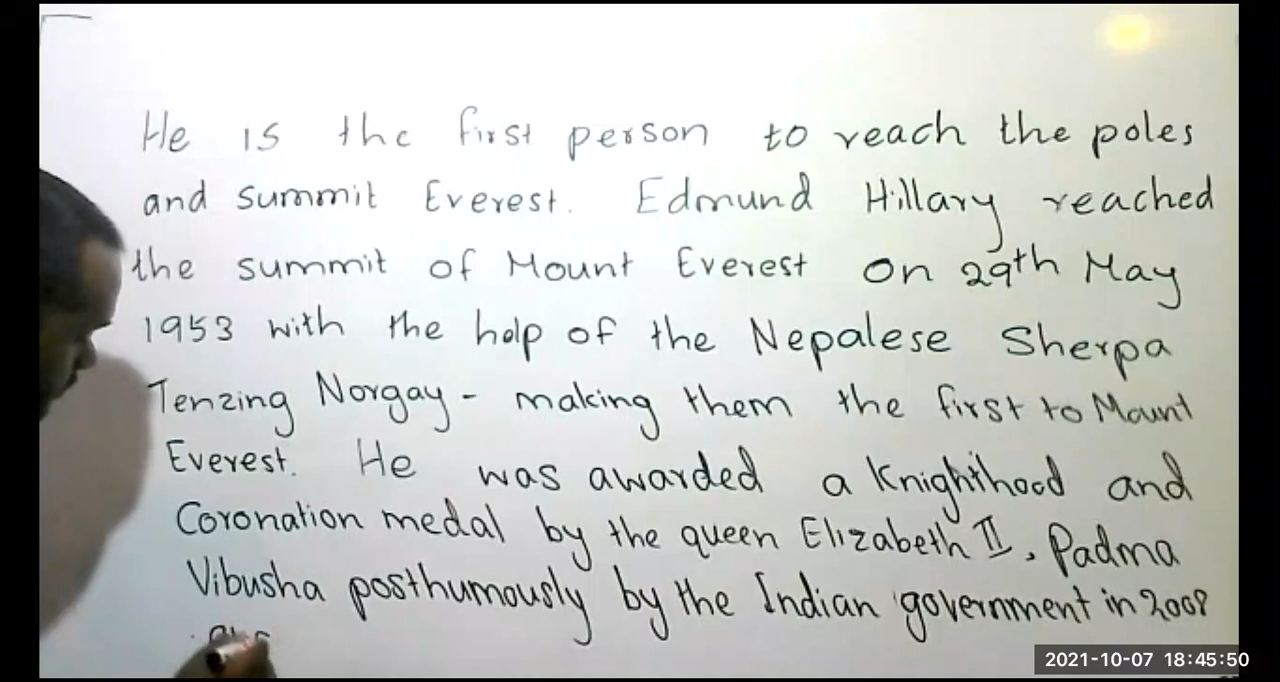 He is the first person to reach the poles
and summit Everest. Edmund Hillary reached
the summit of Mount Everest on 29th May
1953 with the help of the Nepalese Sherpa
Tenzing Norgay - making them the first to Mount
Everest. He was awarded a Knighthood and
Coronation medal by the queen Elizabeth II, Padma
Vibusha posthumously by the Indian government in 2008
2021-10-07 18:45:50